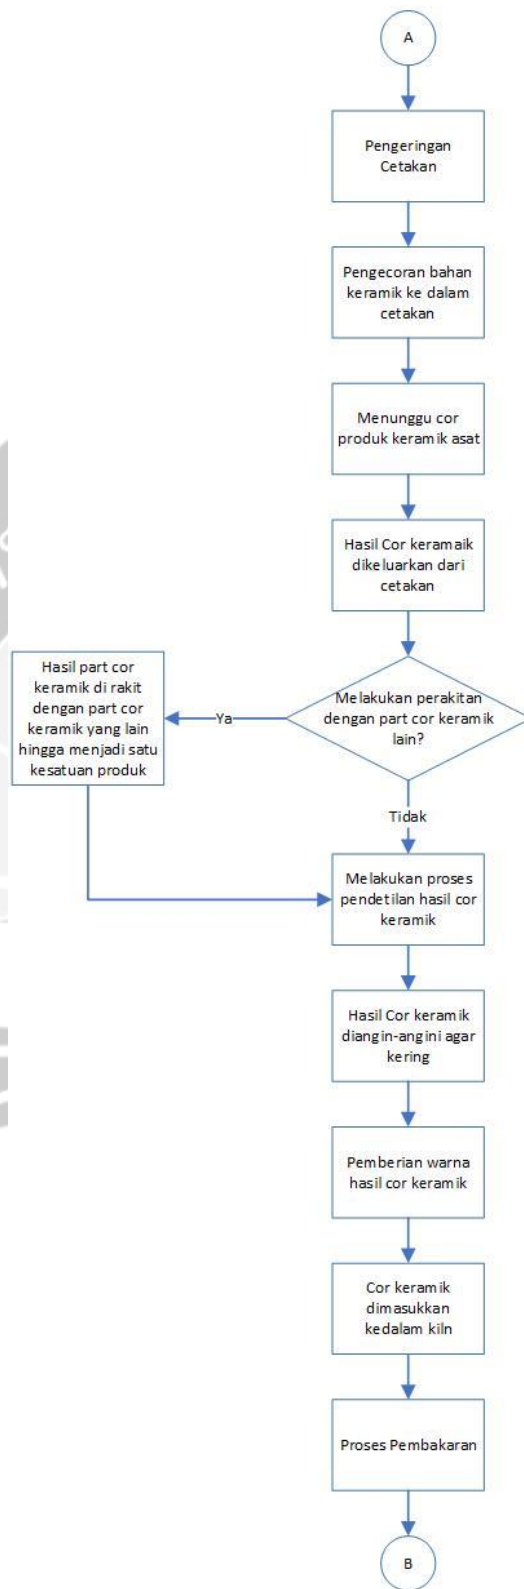 A
Pengeringan
Cetakan
Pengecoran bahan
keramik ke dalam
cetakan
Menunggu cor
produk keramik asat
Hasil Cor keramaik
dikeluarkan dari
cetakan
Melakukan perakitan
dengan part cor keramik
lain?
Ya
Hasil part cor
keramik di rakit
dengan part cor
keramik yang lain
hingga menjadi satu
kesatuan produk
Tidak
Melakukan proses
pendetilan hasil cor
keramik
Hasil Cor keramik
diangin-angini agar
kering
Pemberian warna
hasil cor keramik
Cor keramik
dimasukkan
kedalam kiln
Proses Pembakaran
B